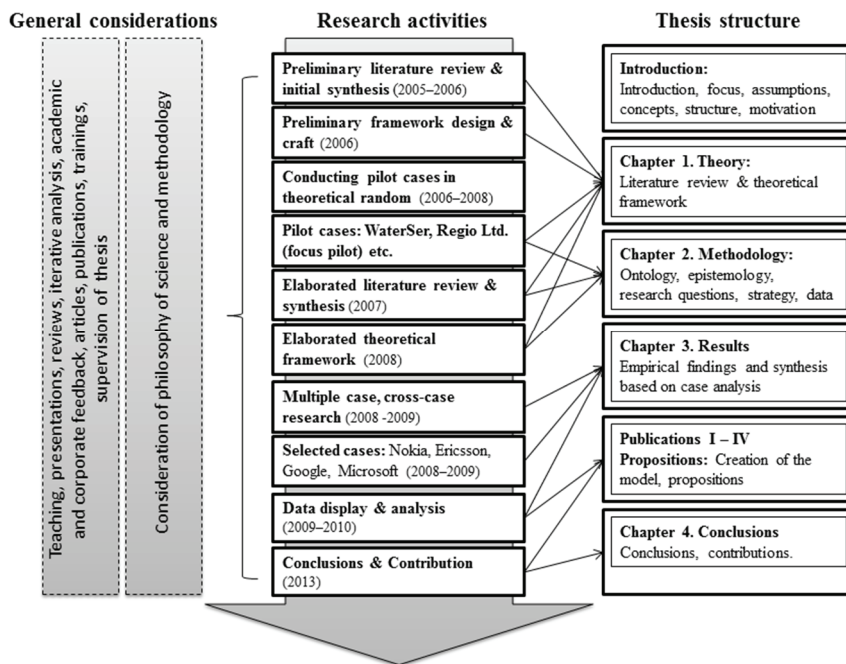 General considerations
Research activities
Thesis structure
Teaching, presentations, reviews, iterative analysis, academic
and corporate feedback, articles, publications, trainings,
supervision of thesis
Consideration of philosophy of science and methodology
Preliminary literature review &
initial synthesis (2005–2006)
Preliminary framework design &
craft (2006)
Conducting pilot cases in
theoretical random (2006–2008)
Pilot cases: WaterSer, Regio Ltd.
(focus pilot) etc.
Elaborated literature review &
synthesis (2007)
Elaborated theoretical
framework (2008)
Multiple case, cross-case
research (2008 -2009)
Selected cases: Nokia, Ericsson,
Google, Microsoft (2008–2009)
Data display & analysis
(2009–2010)
Conclusions & Contribution
(2013)
Introduction:
Introduction, focus, assumptions,
concepts, structure, motivation
Chapter 1. Theory:
Literature review & theoretical
framework
Chapter 2. Methodology:
Ontology, epistemology,
research questions, strategy, data
Chapter 3. Results
Empirical findings and synthesis
based on case analysis
Publications I – IV
Propositions: Creation of the
model, propositions
Chapter 4. Conclusions
Conclusions, contributions.